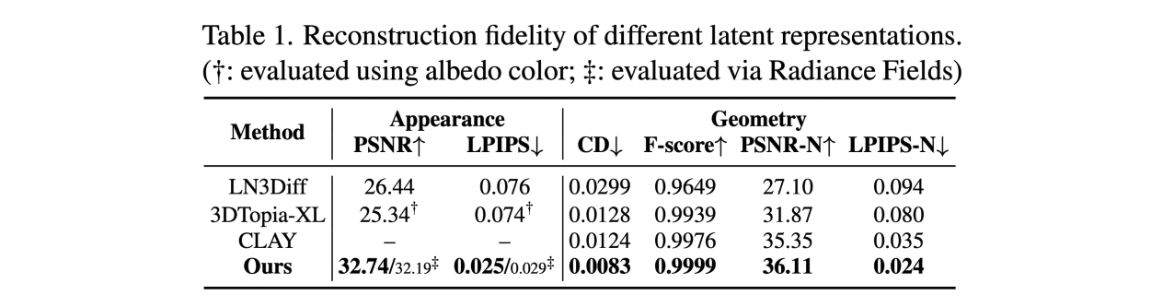 Table 1. Reconstruction fidelity of different latent representations.
(†: evaluated using albedo color; ‡: evaluated via Radiance Fields)
Method Appearance Geometry
PSNR↑ LPIPS↓ CD↓ F-score↑ PSNR-N↑ LPIPS-N↓
LN3Diff 26.44 0.076 0.0299 0.9649 27.10 0.094
3DTopia-XL 25.34† 0.074† 0.0128 0.9939 31.87 0.080
CLAY – – 0.0124 0.9976 35.35 0.035
Ours 32.74/32.19‡ 0.025/0.029‡ 0.0083 0.9999 36.11 0.024